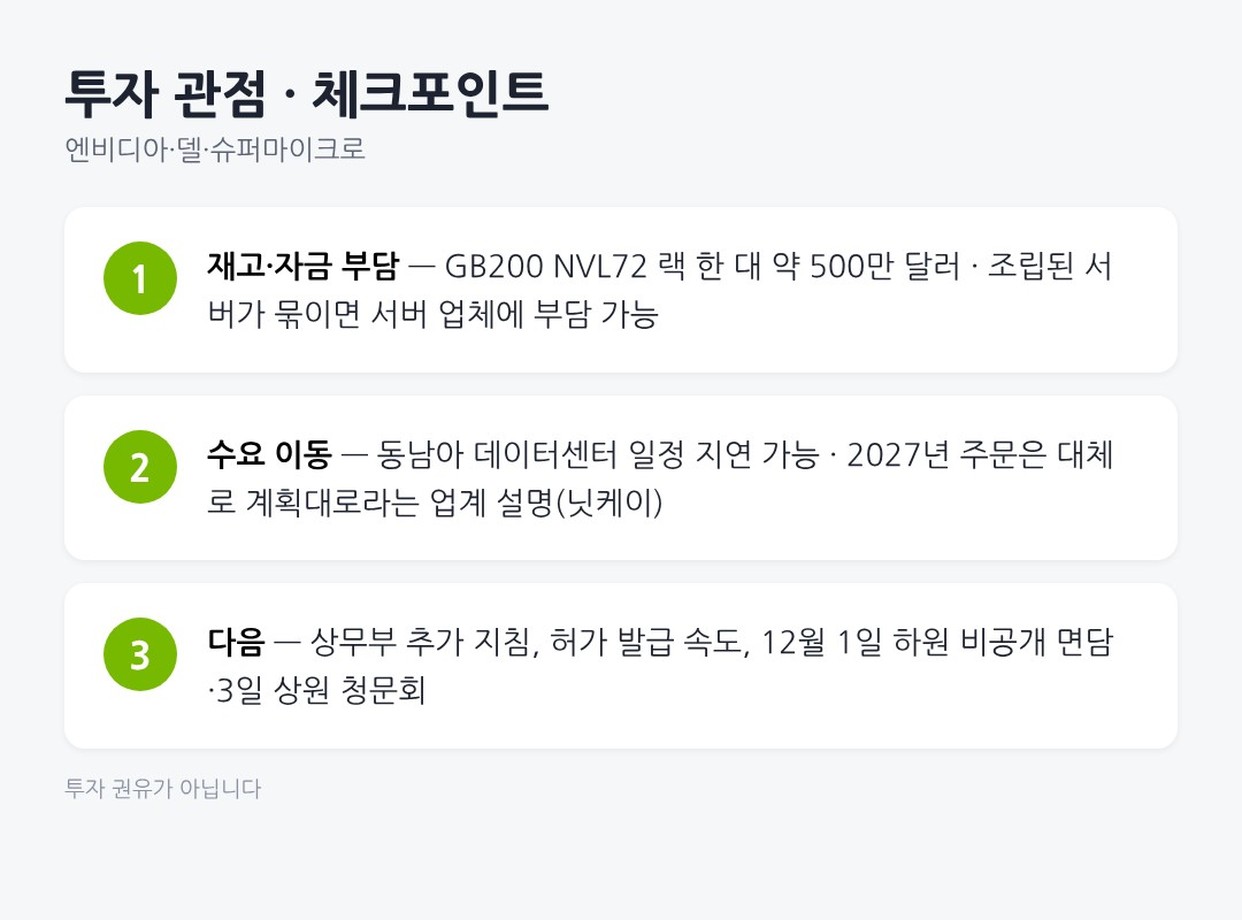 투자 관점 · 체크포인트
엔비디아·델·슈퍼마이크로
1
재고·자금 부담 — GB200 NVL72 랙 한 대 약 500만 달러 · 조립된 서
버가 묶이면 서버 업체에 부담 가능
2
수요 이동 — 동남아 데이터센터 일정 지연 가능 · 2027년 주문은 대체
로 계획대로라는 업계 설명(닛케이)
3
다음 — 상무부 추가 지침, 허가 발급 속도, 12월 1일 하원 비공개 면담
·3일 상원 청문회
투자 권유가 아닙니다